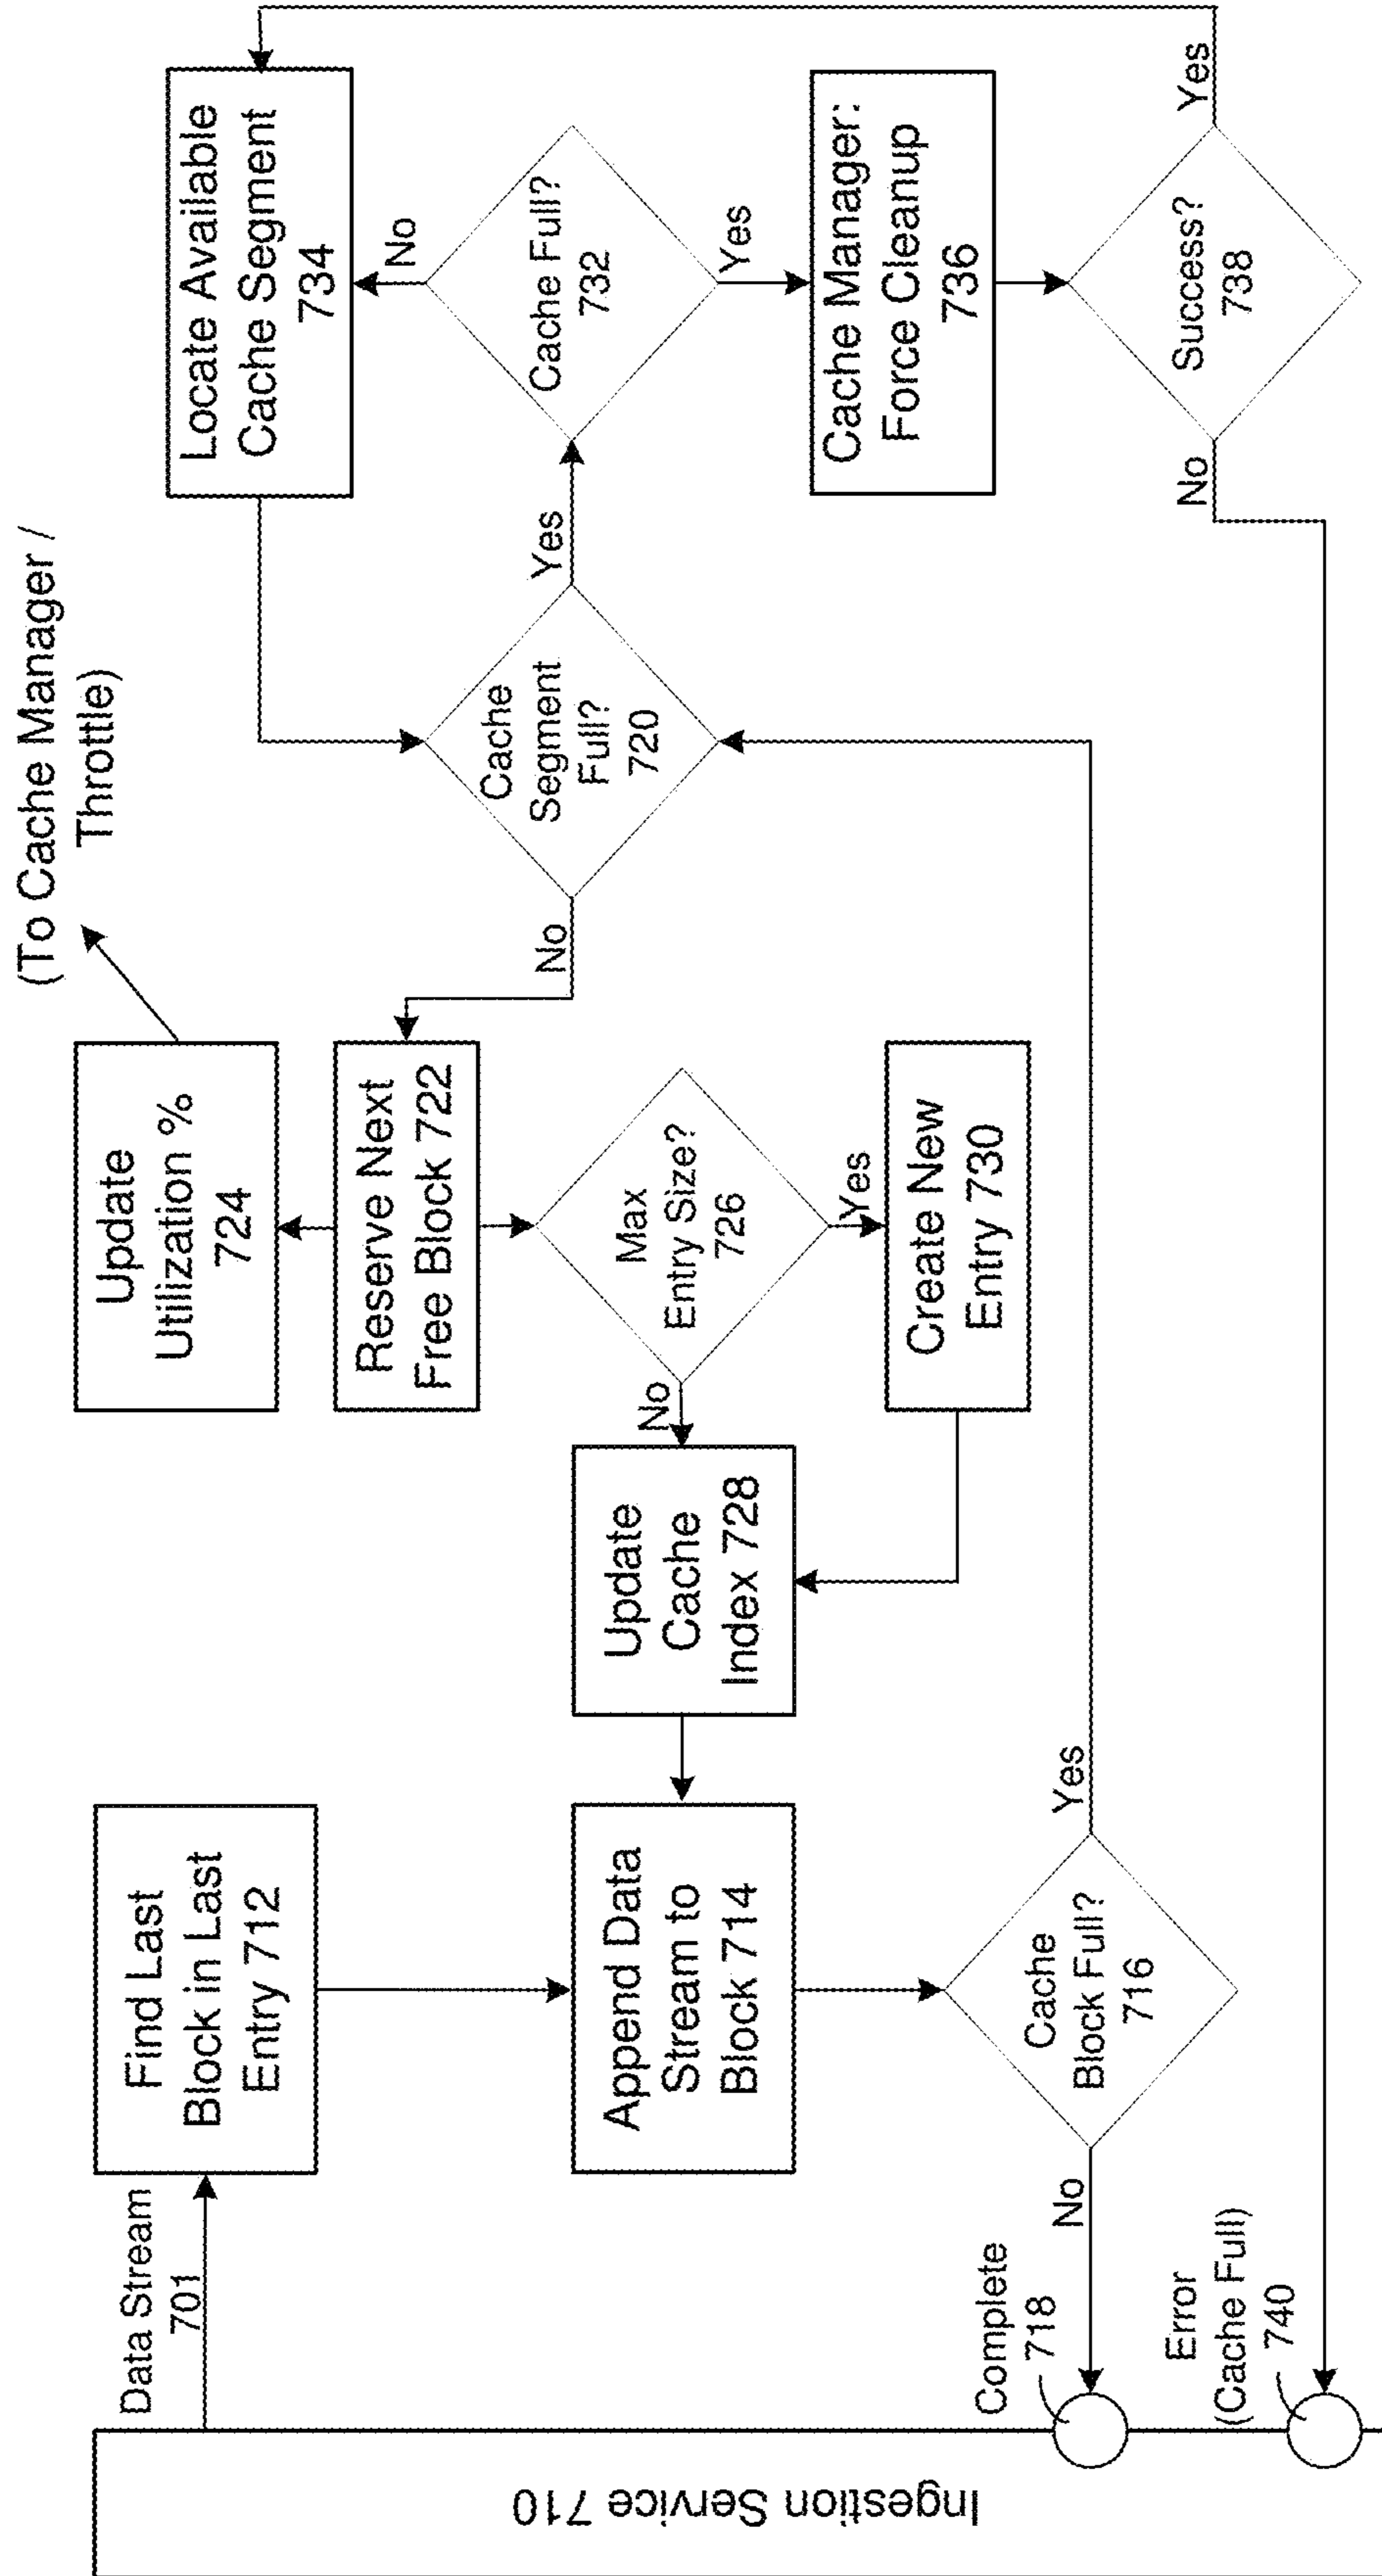 Ingestion Service 710
Data Stream
701
Find Last
Block in Last
Entry 712
Append Data
Stream to
Block 714
Cache
Block Full?
716
No
Yes
Complete
718
Error
(Cache Full)
740
Update
Cache
Index 728
No
Max
Entry Size?
726
Yes
Create New
Entry 730
Reserve Next
Free Block 722
Update
Utilization %
724
(To Cache Manager /
Throttle)
No
Cache
Segment
Full?
720
Yes
Cache Full?
732
No
Yes
Locate Available
Cache Segment
734
Cache Manager:
Force Cleanup
736
Success?
738
No
Yes